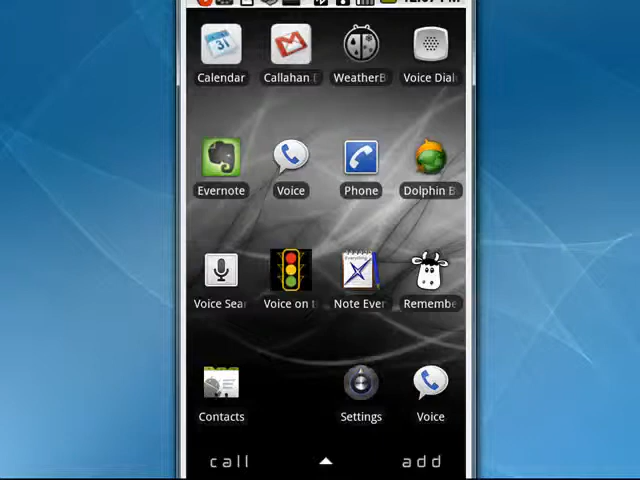 31
Calendar Callahan WeatherB Voice Dial
Evernote Voice Phone Dolphin B
Voice Sear Voice on Note Ever Remembe
Contacts Settings Voice
call add